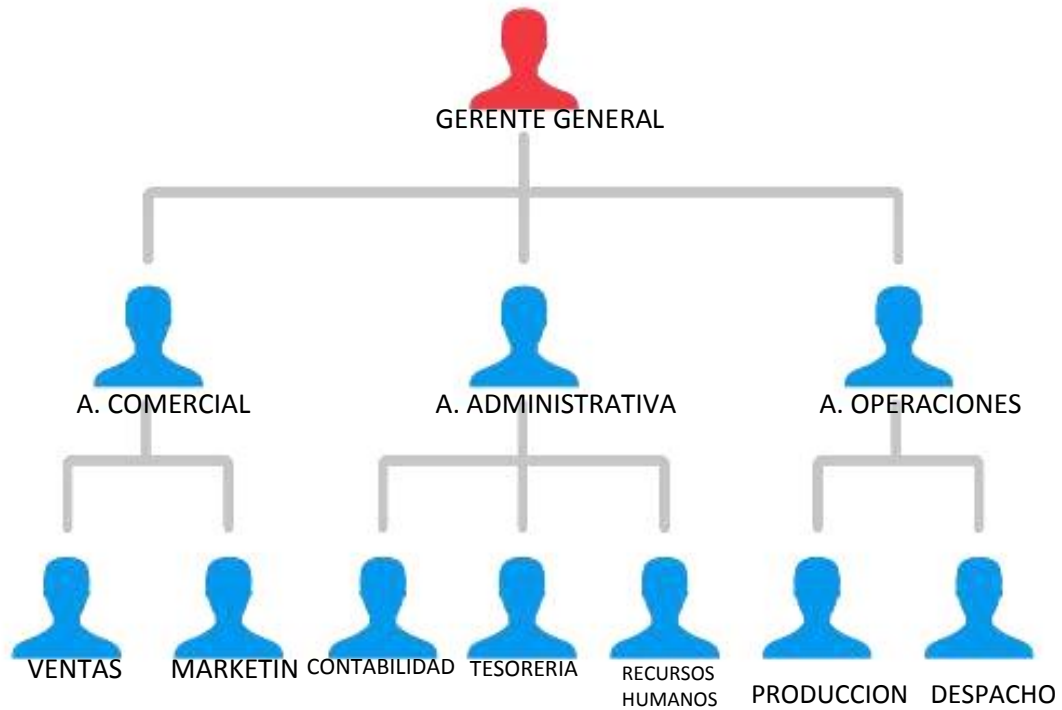 GERENTE GENERAL
A. COMERCIAL
A. ADMINISTRATIVA
A. OPERACIONES
VENTAS
MARKETIN
CONTABILIDAD
TESORERIA
RECURSOS
HUMANOS
PRODUCCION
DESPACHO